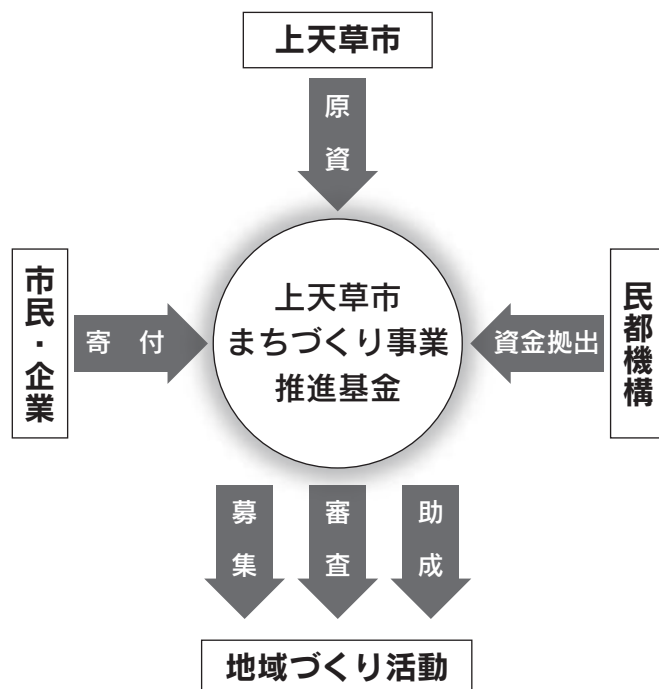 上天草市
原資
市民・企業
寄付
上天草市
まちづくり事業
推進基金
資金拠出
民都機構
募集
審査
助成
地域づくり活動